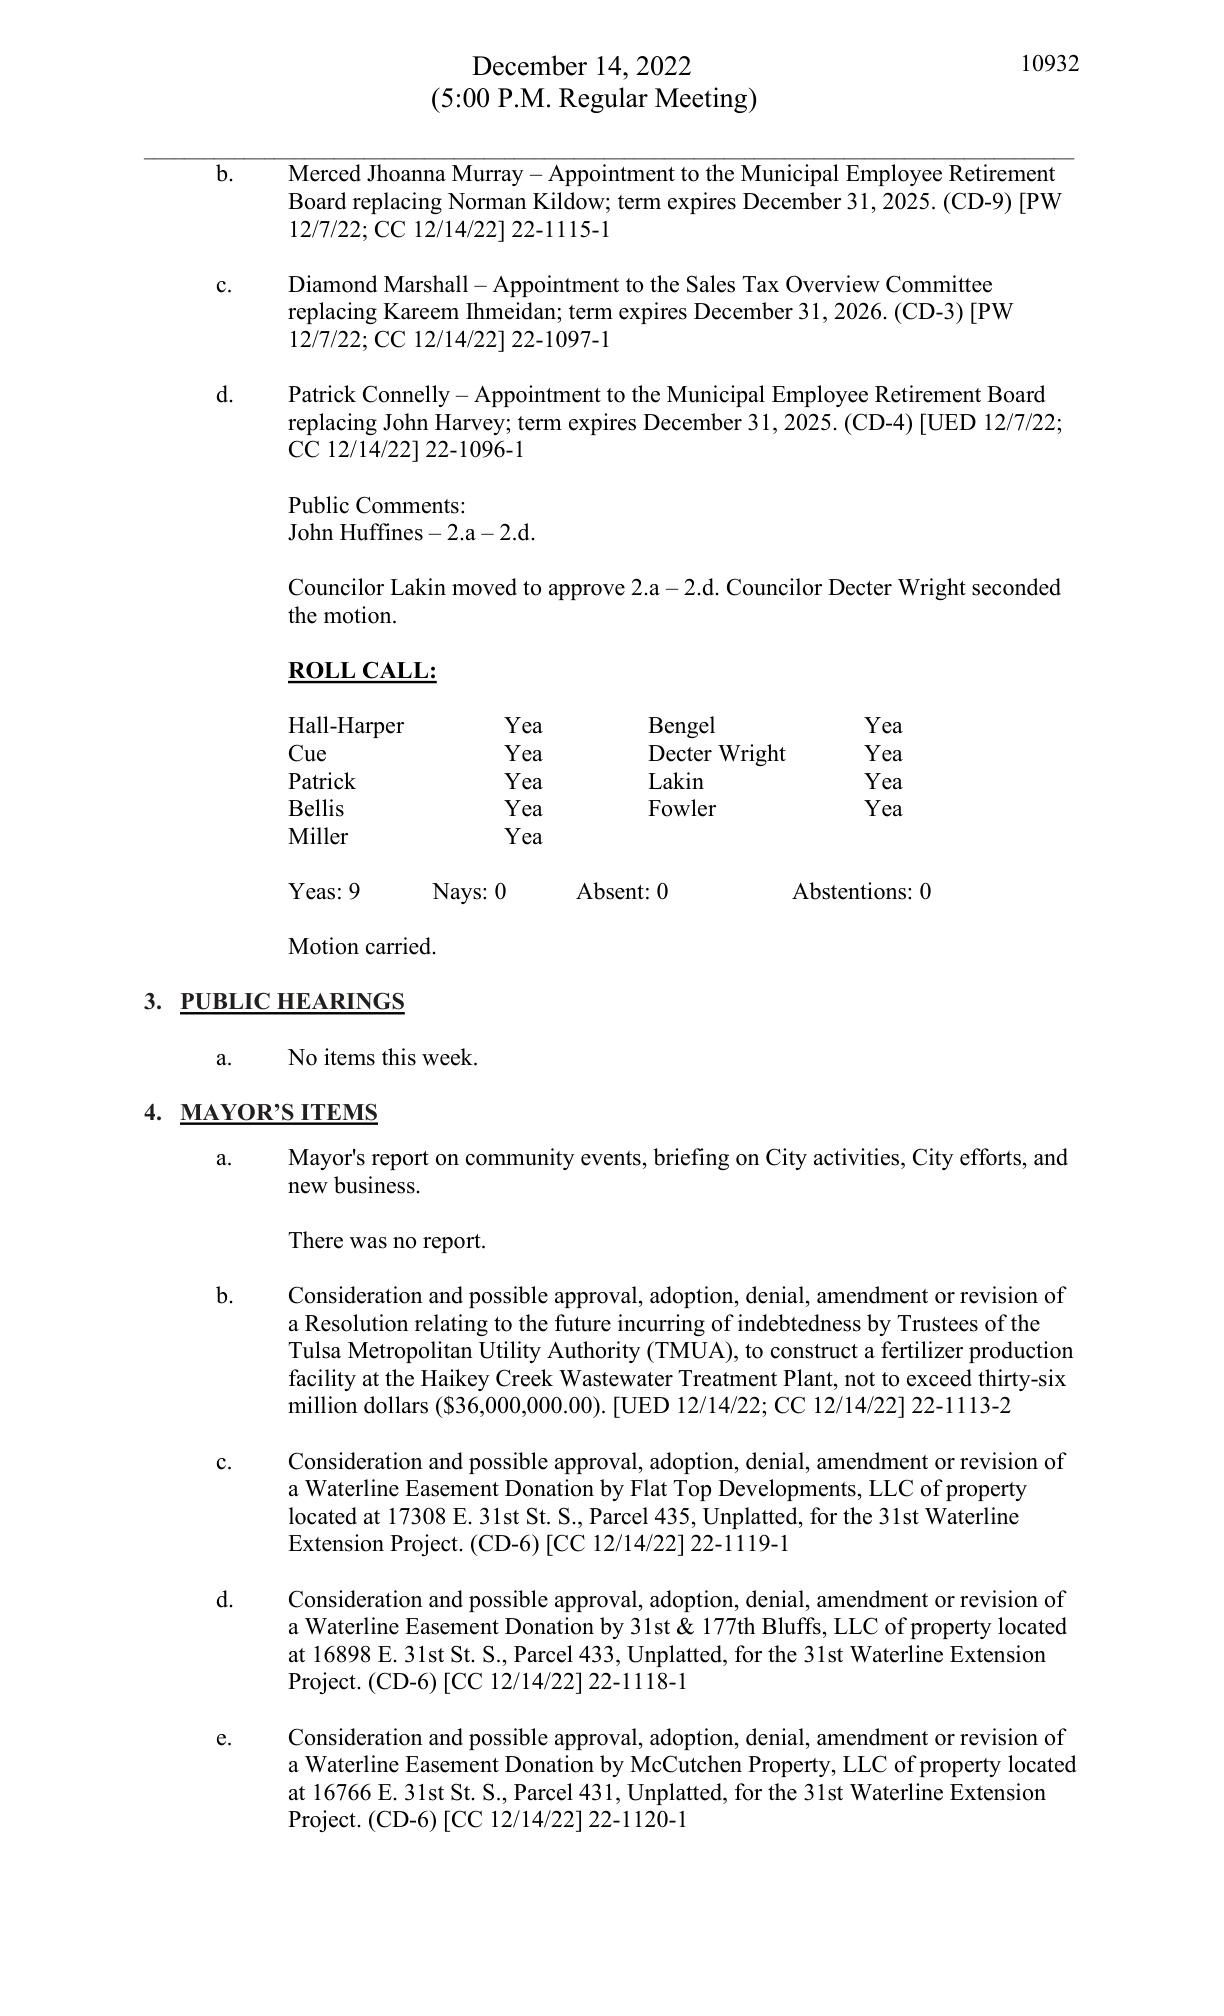 December 14, 2022
10932
(5:00 P.M. Regular Meeting)
b. Merced Jhoanna Murray – Appointment to the Municipal Employee Retirement
Board replacing Norman Kildow; term expires December 31, 2025. (CD-9) [PW
12/7/22; CC 12/14/22] 22-1115-1
c. Diamond Marshall – Appointment to the Sales Tax Overview Committee
replacing Kareem Ihmeidan; term expires December 31, 2026. (CD-3) [PW
12/7/22; CC 12/14/22] 22-1097-1
d. Patrick Connelly – Appointment to the Municipal Employee Retirement Board
replacing John Harvey; term expires December 31, 2025. (CD-4) [UED 12/7/22;
CC 12/14/22] 22-1096-1
Public Comments:
John Huffines – 2.a – 2.d.
Councilor Lakin moved to approve 2.a – 2.d. Councilor Decter Wright seconded
the motion.
ROLL CALL:
Hall-Harper Yea Bengel Yea
Cue Yea Decter Wright Yea
Patrick Yea Lakin Yea
Bellis Yea Fowler Yea
Miller Yea
Yeas: 9 Nays: 0 Absent: 0 Abstentions: 0
Motion carried.
3. PUBLIC HEARINGS
a. No items this week.
4. MAYOR’S ITEMS
a. Mayor's report on community events, briefing on City activities, City efforts, and
new business.
There was no report.
b. Consideration and possible approval, adoption, denial, amendment or revision of
a Resolution relating to the future incurring of indebtedness by Trustees of the
Tulsa Metropolitan Utility Authority (TMUA), to construct a fertilizer production
facility at the Haikey Creek Wastewater Treatment Plant, not to exceed thirty-six
million dollars ($36,000,000.00). [UED 12/14/22; CC 12/14/22] 22-1113-2
c. Consideration and possible approval, adoption, denial, amendment or revision of
a Waterline Easement Donation by Flat Top Developments, LLC of property
located at 17308 E. 31st St. S., Parcel 435, Unplatted, for the 31st Waterline
Extension Project. (CD-6) [CC 12/14/22] 22-1119-1
d. Consideration and possible approval, adoption, denial, amendment or revision of
a Waterline Easement Donation by 31st & 177th Bluffs, LLC of property located
at 16898 E. 31st St. S., Parcel 433, Unplatted, for the 31st Waterline Extension
Project. (CD-6) [CC 12/14/22] 22-1118-1
e. Consideration and possible approval, adoption, denial, amendment or revision of
a Waterline Easement Donation by McCutchen Property, LLC of property located
at 16766 E. 31st St. S., Parcel 431, Unplatted, for the 31st Waterline Extension
Project. (CD-6) [CC 12/14/22] 22-1120-1